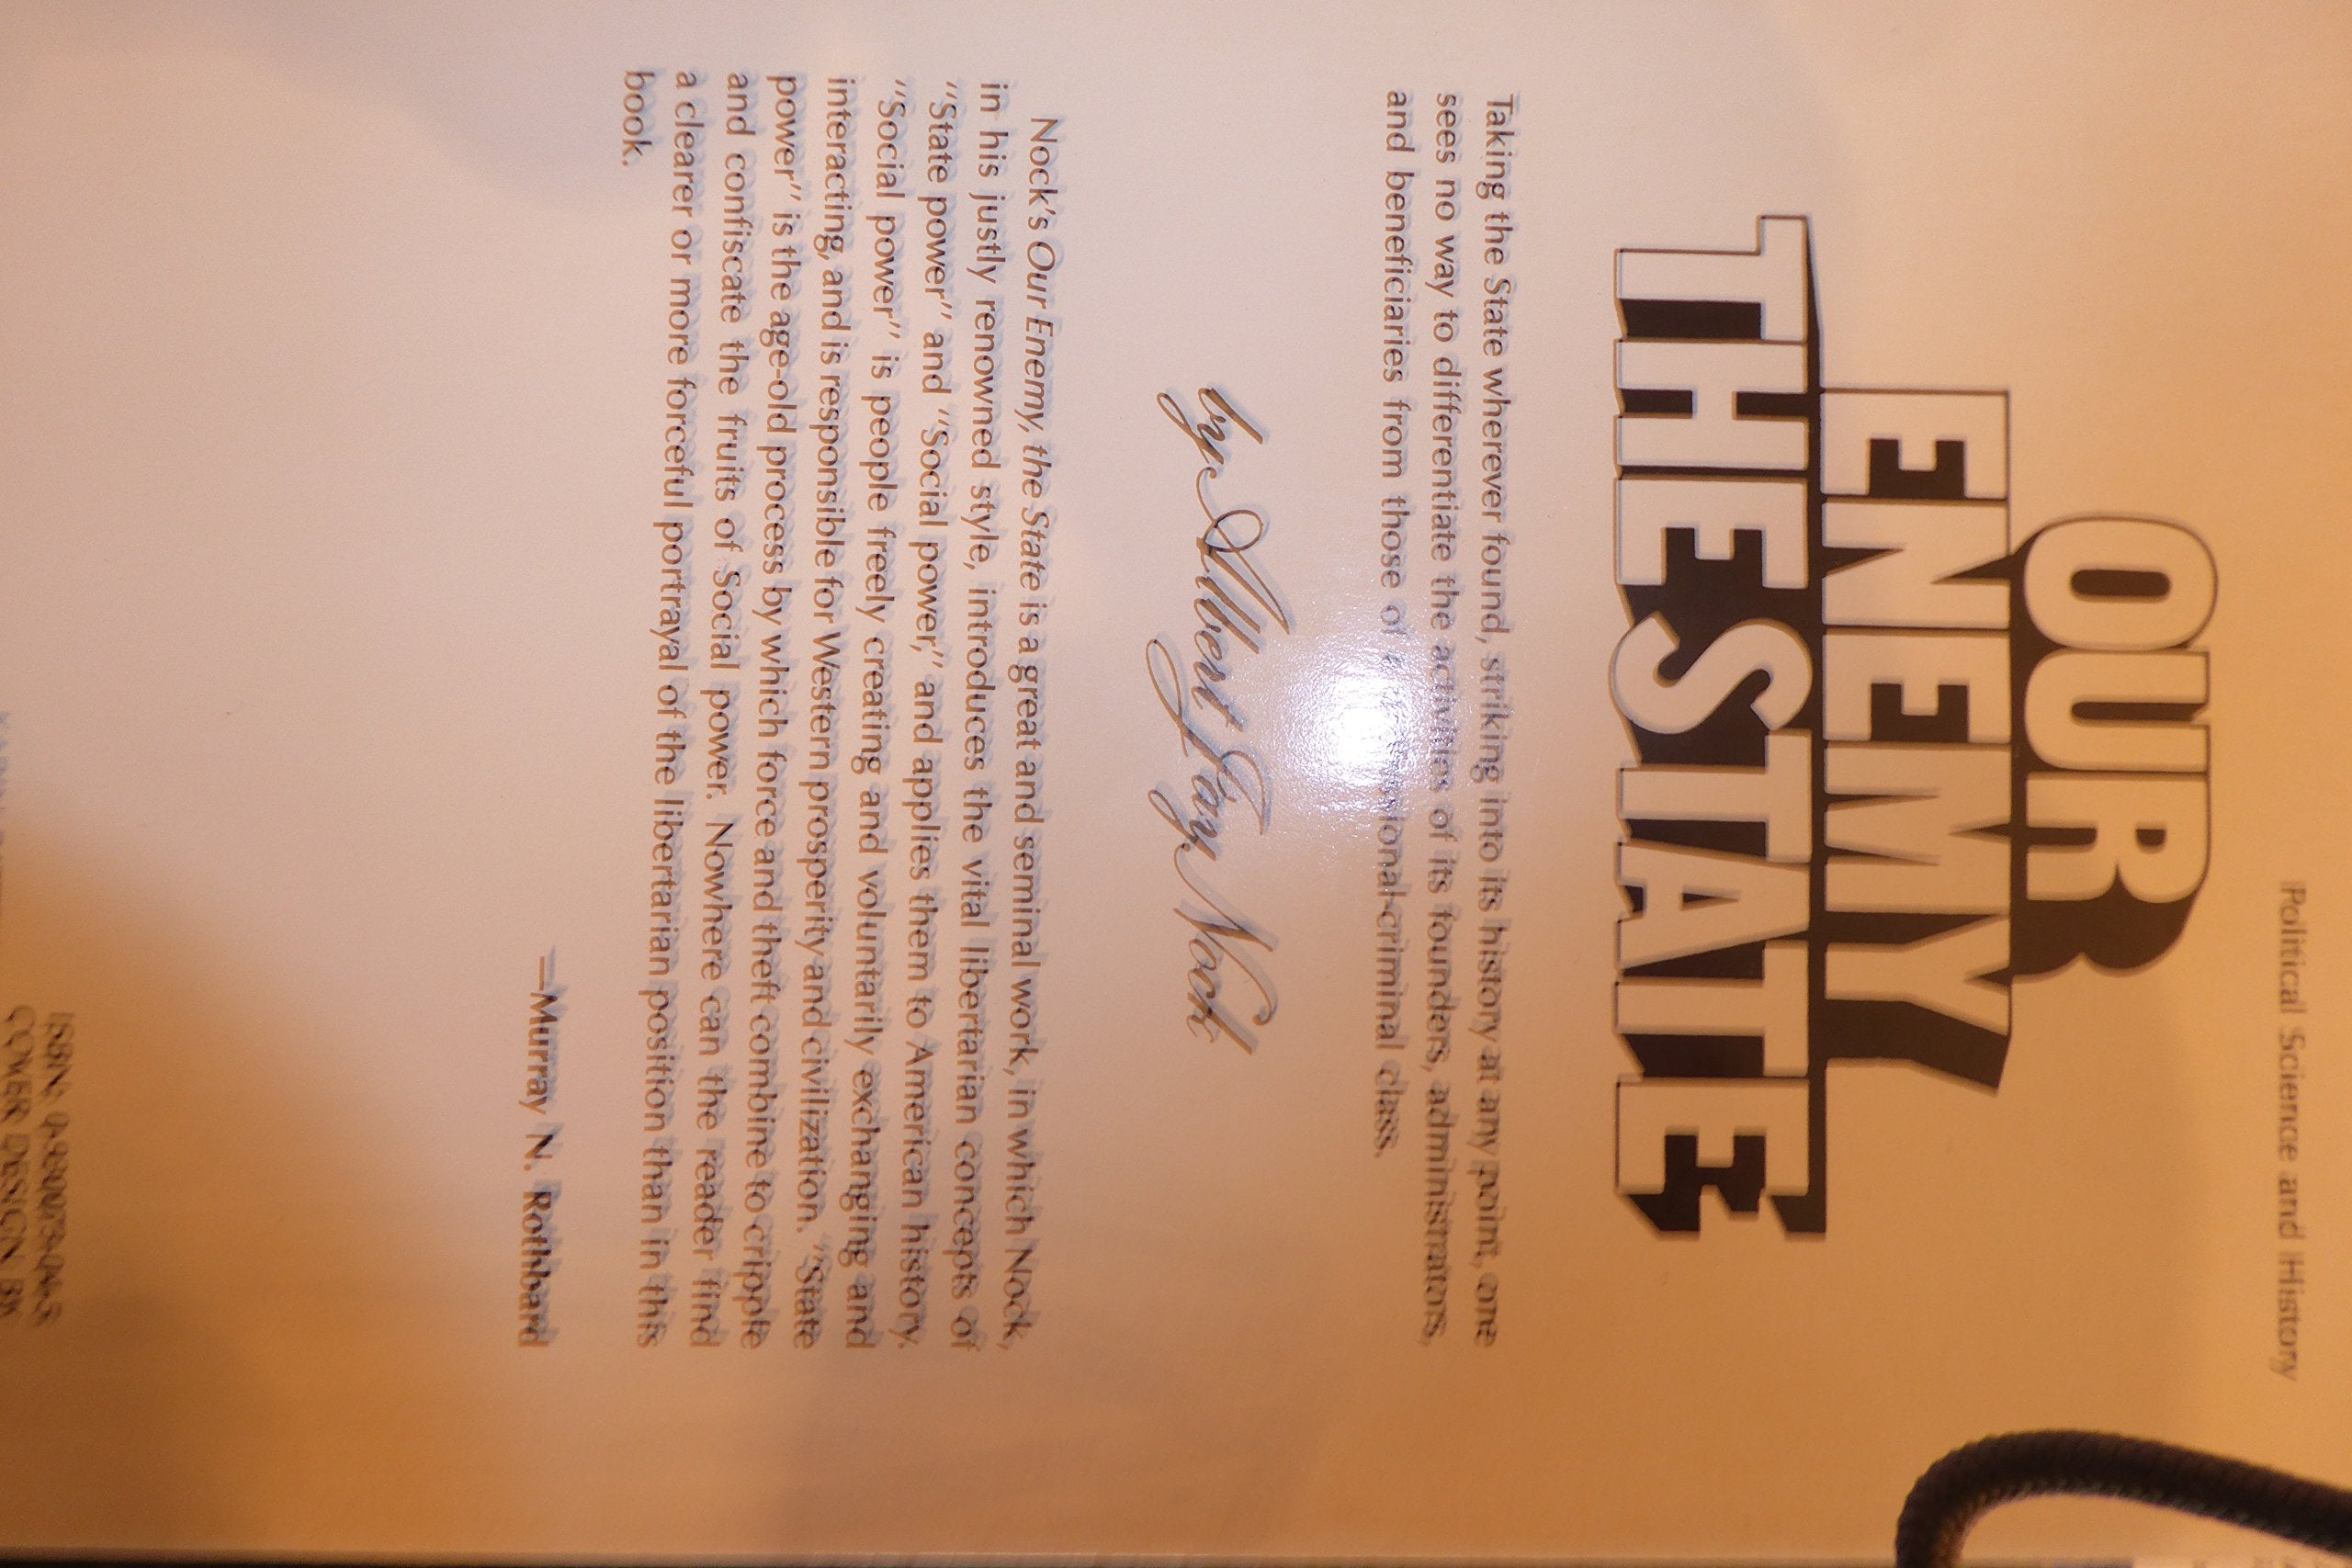 Political Science and History
OUR
ENEMY
THE STATE
Taking the State wherever found, striking into its history at any point, one
sees no way to differentiate the activities of its founders, administrators,
and beneficiaries from those of criminal class.
by Albert Jay Nock
Nock's Our Enemy, the State is a great and seminal work, in which Nock,
in his justly renowned style, introduces the vital libertarian concepts of
"State power" and "Social power," and applies them to American history.
"Social power" is people freely creating and voluntarily exchanging and
interacting, and is responsible for Western prosperity and civilization. "State
power" is the age-old process by which force and theft combine to cripple
and confiscate the fruits of Social power. Nowhere can the reader find
a clearer or more forceful portrayal of the libertarian position than in this
book.
—Murray N. Rothbard
ISBN:
COVER DESIGN BY